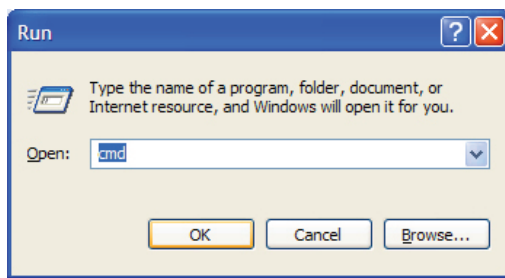 Run
Type the name of a program, folder, document, or
Internet resource, and Windows will open it for you.
Open: cmd
OK Cancel Browse...